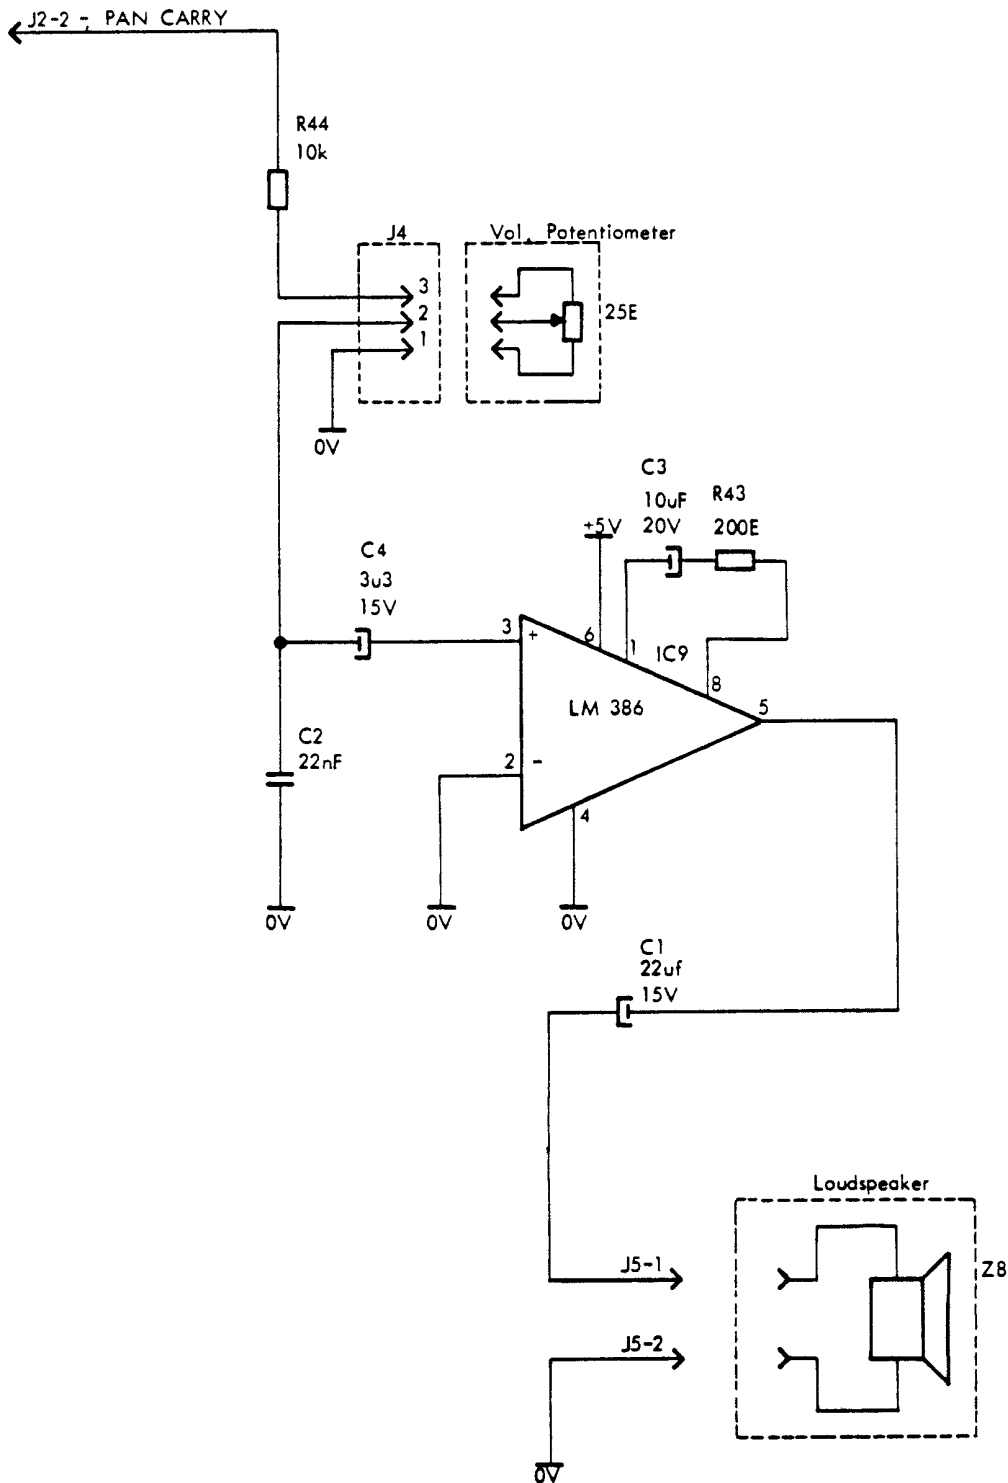 J2-2 - PAN CARRY
R44
10k
J4
Vol. Potentiometer
3
2
1
25E
0V
C3
10uF
20V
R43
200E
+5V
C4
3u3
15V
3
+
6
1
IC9
8
LM 386
5
C2
22nF
2
-
4
0V
0V
0V
C1
22uf
15V
Loudspeaker
J5-1
Z8
J5-2
0V